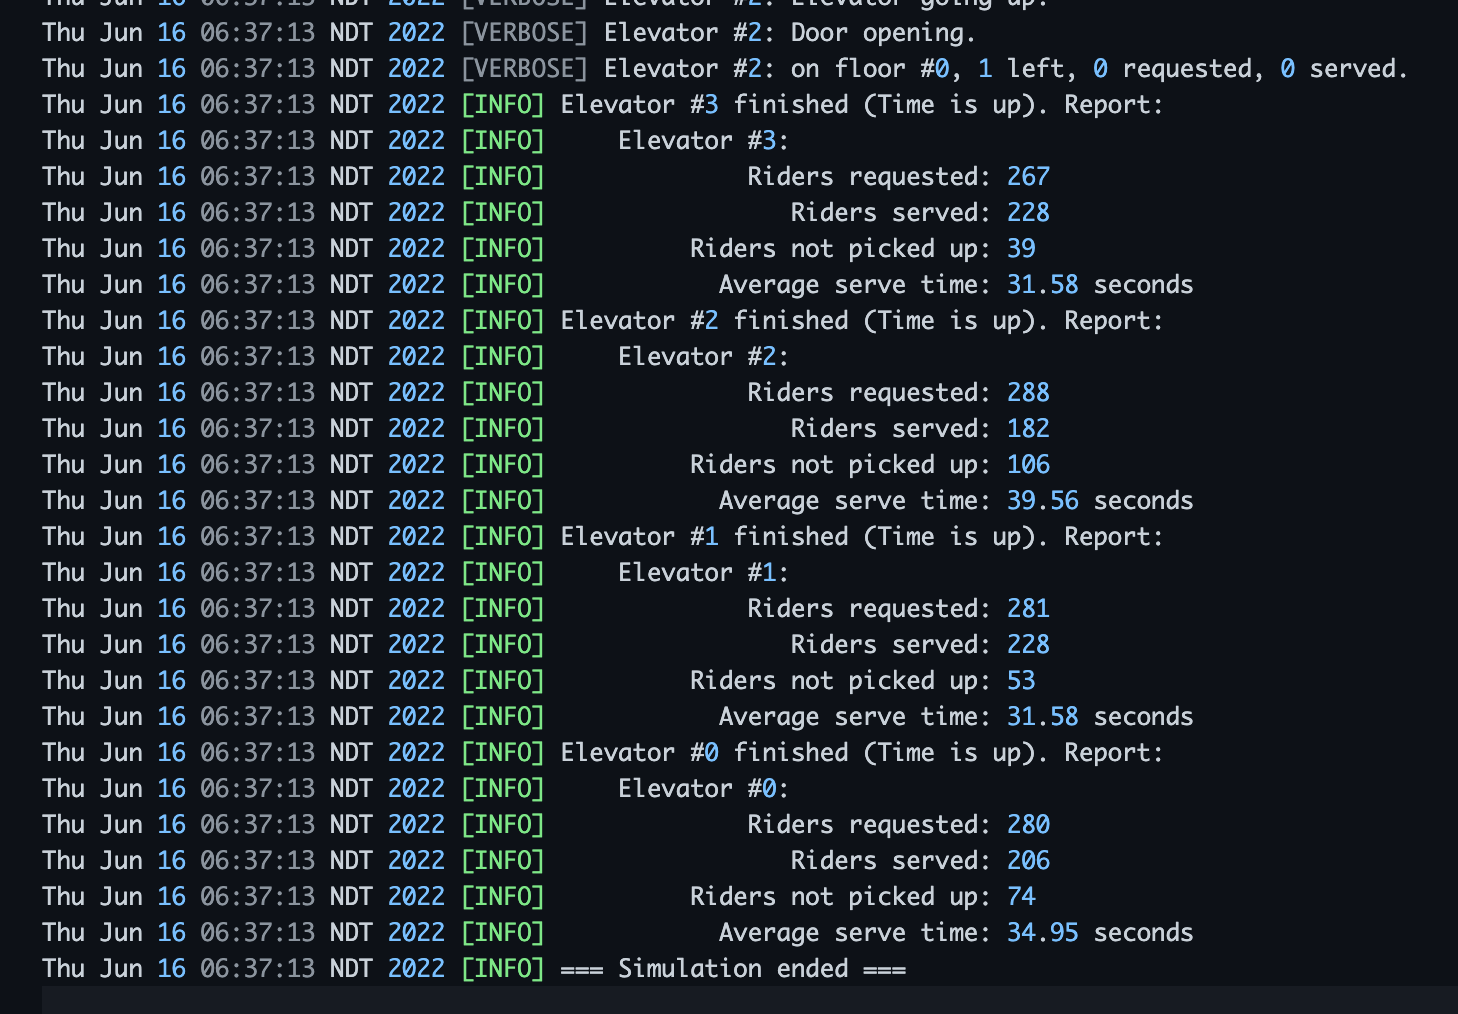 Thu Jun 16 06:37:13 NDT 2022 [VERBOSE] Elevator #2: Elevator going up.
Thu Jun 16 06:37:13 NDT 2022 [VERBOSE] Elevator #2: Door opening.
Thu Jun 16 06:37:13 NDT 2022 [VERBOSE] Elevator #2: on floor #0, 1 left, 0 requested, 0 served.
Thu Jun 16 06:37:13 NDT 2022 [INFO] Elevator #3 finished (Time is up). Report:
Thu Jun 16 06:37:13 NDT 2022 [INFO]     Elevator #3:
Thu Jun 16 06:37:13 NDT 2022 [INFO]              Riders requested: 267
Thu Jun 16 06:37:13 NDT 2022 [INFO]                 Riders served: 228
Thu Jun 16 06:37:13 NDT 2022 [INFO]          Riders not picked up: 39
Thu Jun 16 06:37:13 NDT 2022 [INFO]            Average serve time: 31.58 seconds
Thu Jun 16 06:37:13 NDT 2022 [INFO] Elevator #2 finished (Time is up). Report:
Thu Jun 16 06:37:13 NDT 2022 [INFO]     Elevator #2:
Thu Jun 16 06:37:13 NDT 2022 [INFO]              Riders requested: 288
Thu Jun 16 06:37:13 NDT 2022 [INFO]                 Riders served: 182
Thu Jun 16 06:37:13 NDT 2022 [INFO]          Riders not picked up: 106
Thu Jun 16 06:37:13 NDT 2022 [INFO]            Average serve time: 39.56 seconds
Thu Jun 16 06:37:13 NDT 2022 [INFO] Elevator #1 finished (Time is up). Report:
Thu Jun 16 06:37:13 NDT 2022 [INFO]     Elevator #1:
Thu Jun 16 06:37:13 NDT 2022 [INFO]              Riders requested: 281
Thu Jun 16 06:37:13 NDT 2022 [INFO]                 Riders served: 228
Thu Jun 16 06:37:13 NDT 2022 [INFO]          Riders not picked up: 53
Thu Jun 16 06:37:13 NDT 2022 [INFO]            Average serve time: 31.58 seconds
Thu Jun 16 06:37:13 NDT 2022 [INFO] Elevator #0 finished (Time is up). Report:
Thu Jun 16 06:37:13 NDT 2022 [INFO]     Elevator #0:
Thu Jun 16 06:37:13 NDT 2022 [INFO]              Riders requested: 280
Thu Jun 16 06:37:13 NDT 2022 [INFO]                 Riders served: 206
Thu Jun 16 06:37:13 NDT 2022 [INFO]          Riders not picked up: 74
Thu Jun 16 06:37:13 NDT 2022 [INFO]            Average serve time: 34.95 seconds
Thu Jun 16 06:37:13 NDT 2022 [INFO] === Simulation ended ===